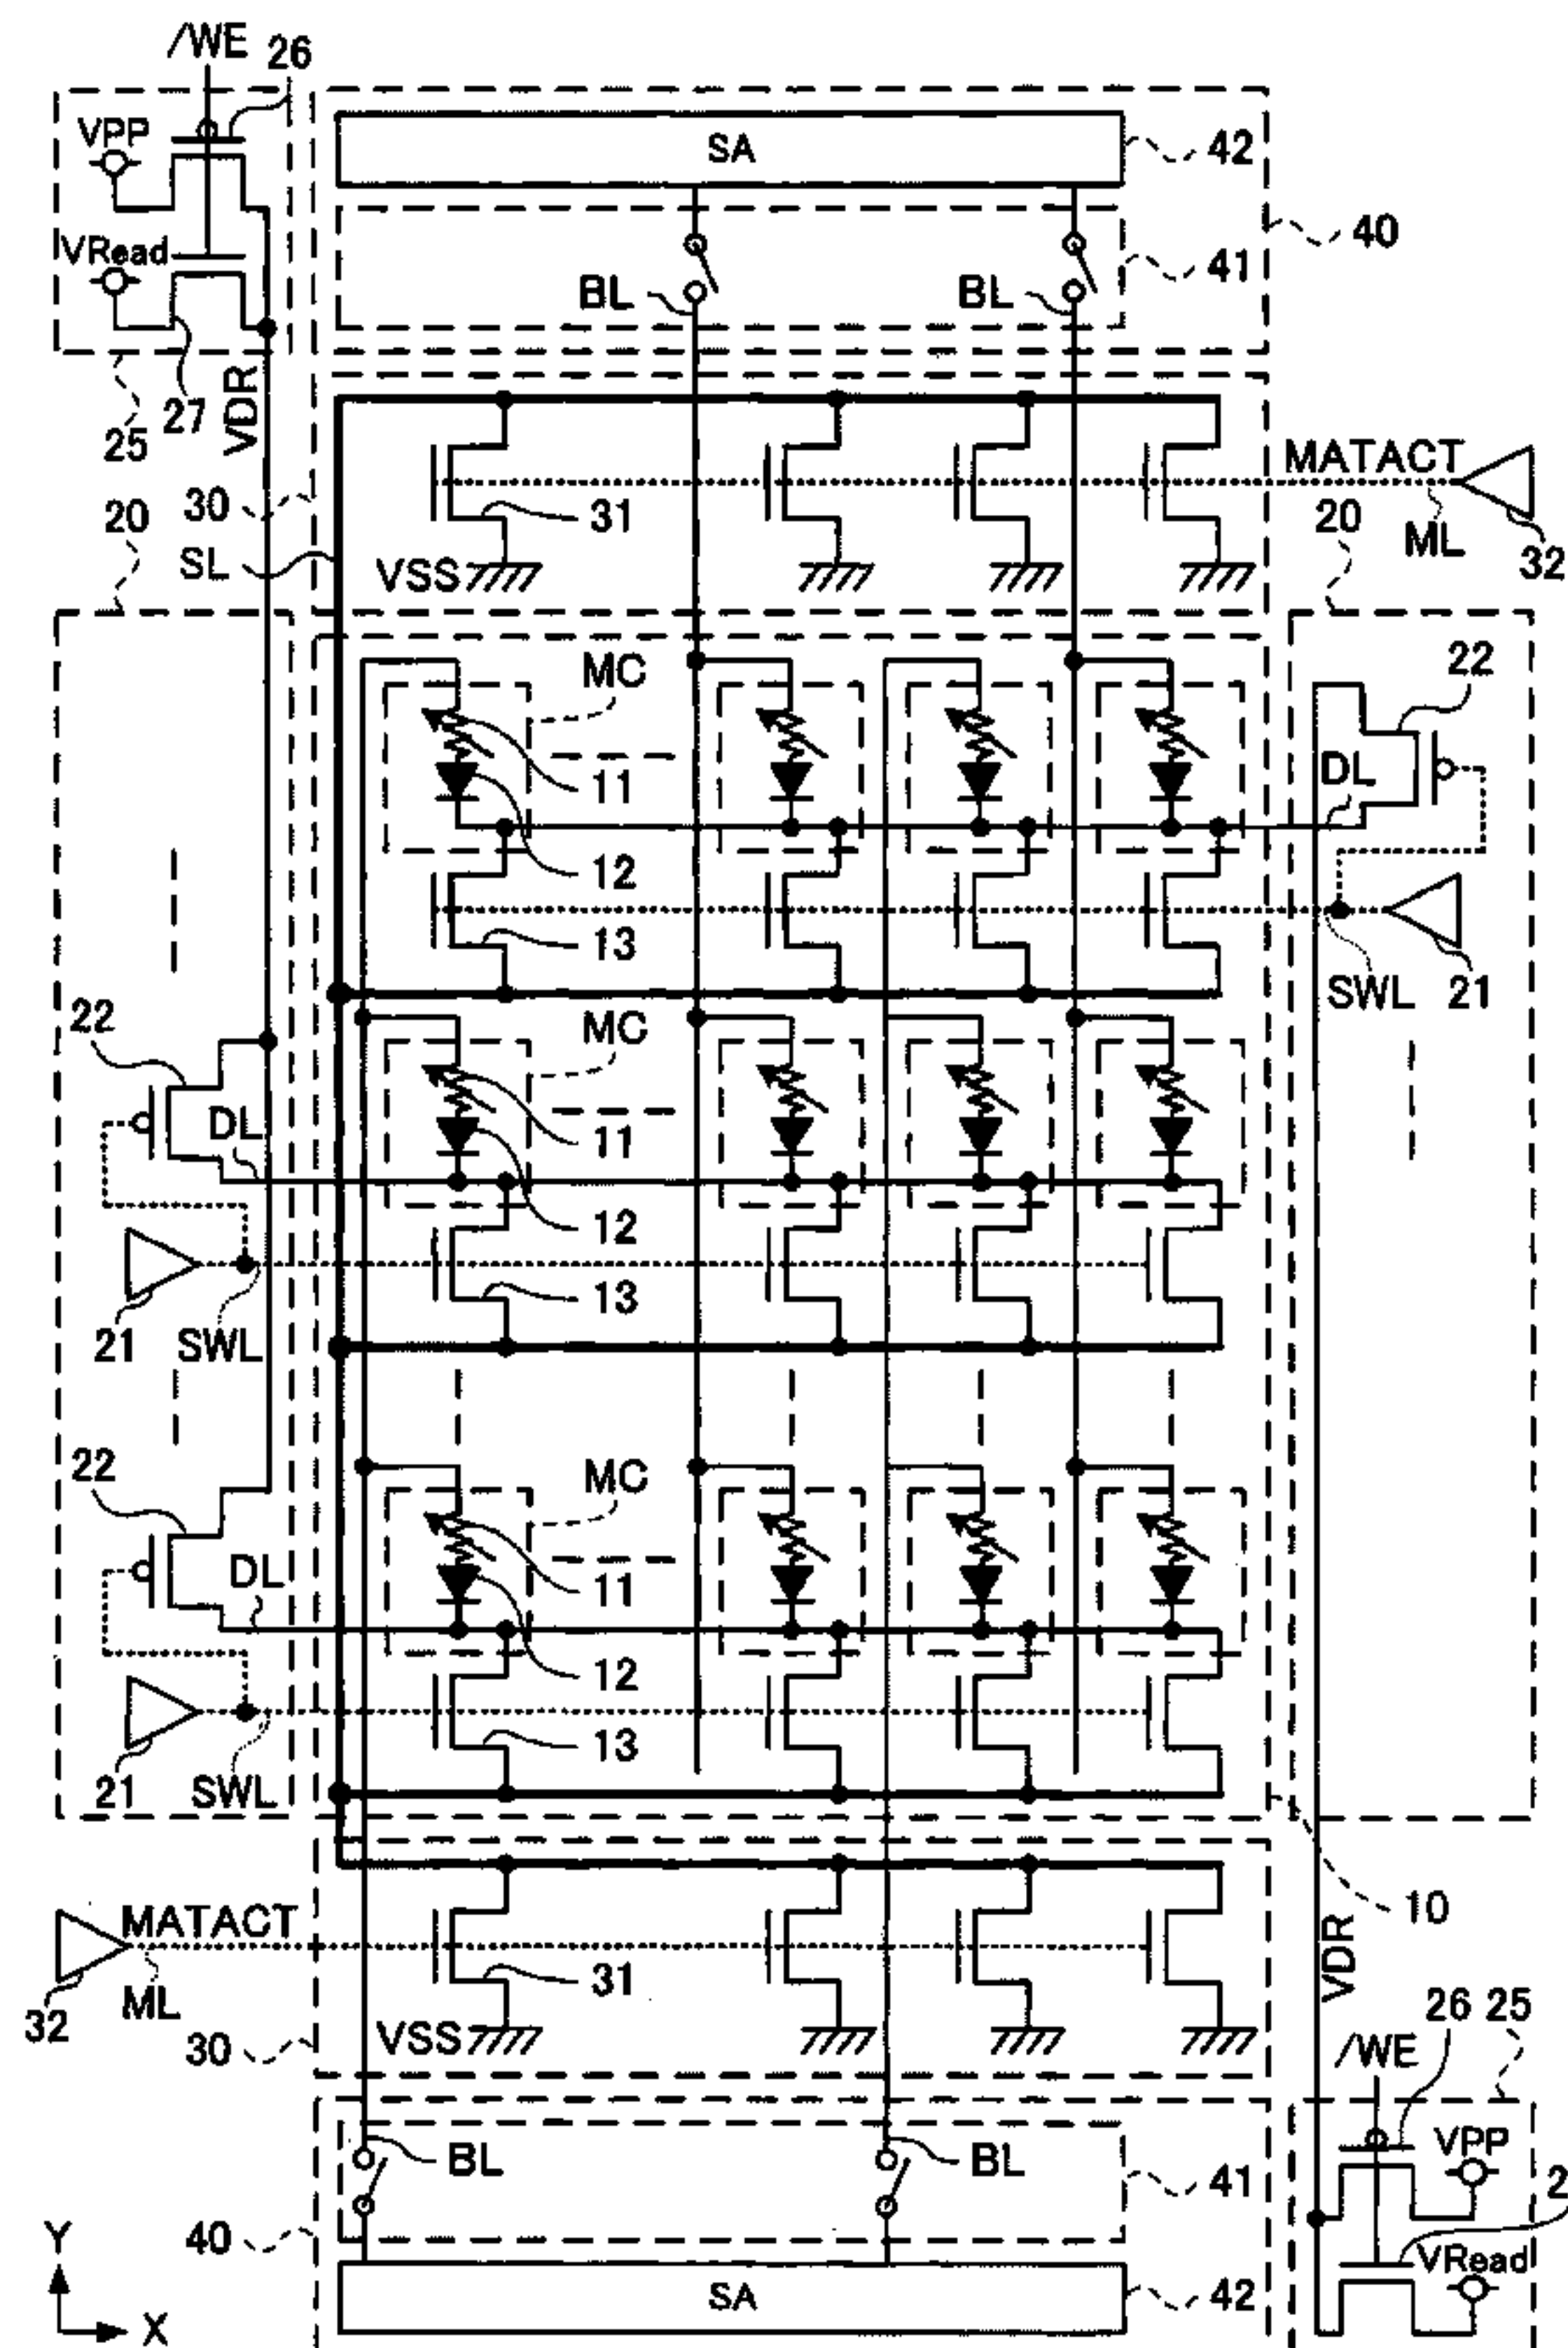 /WE 26
VPP
SA
42
40
VRead
41
BL
BL
VDR
27
25
MATACT
20
30
31
20
ML
SL
VSS
32
MC
22
11
DL
12
13
SWL
21
22
MC
DL
11
12
21
SWL
13
22
MC
DL
11
12
21
SWL
13
MATACT
10
VDR
31
ML
32
26 25
30
VSS
/WE
BL
BL
VPP
41
2
40
VRead
Y
SA
42
X